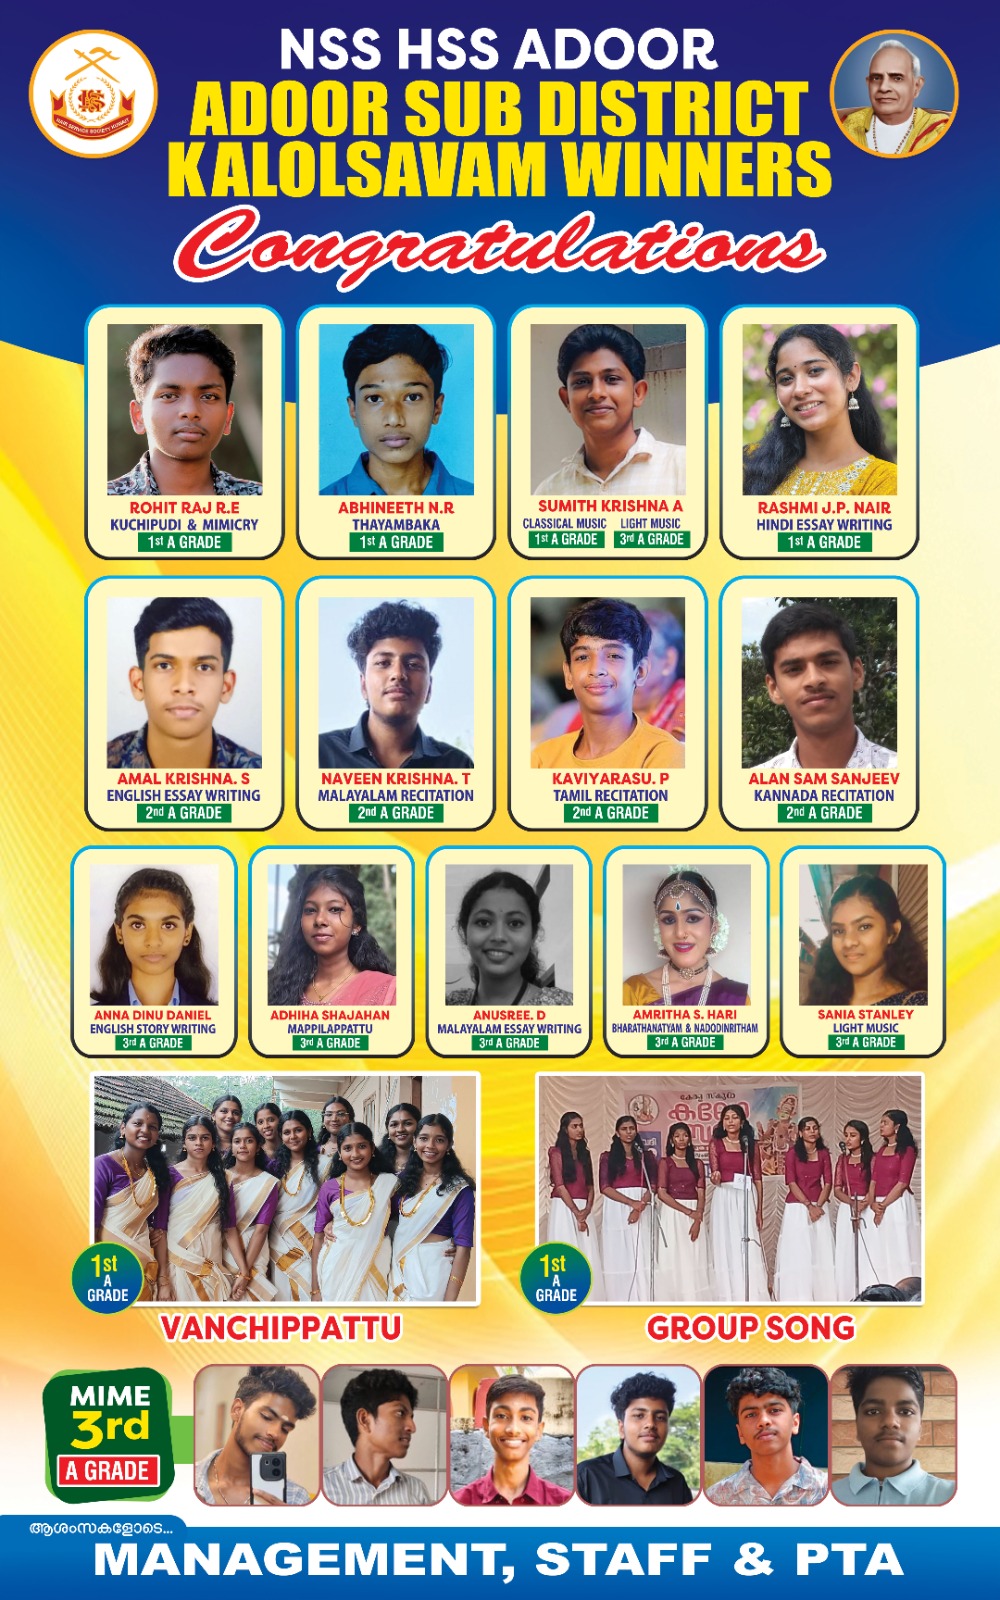 NSS HSS ADOOR
ADOOR SUB DISTRICT
KALOLSAVAM WINNERS
Congratulations
NAIR SERVICE SOCIETY
ROHIT RAJ R.E
KUCHIPUDI & MIMICRY
1st A GRADE
ABHINEETH N.R
THAYAMBAKA
1st A GRADE
SUMITH KRISHNA A
CLASSICAL MUSIC LIGHT MUSIC
1st A GRADE 3rd A GRADE
RASHMI J.P. NAIR
HINDI ESSAY WRITING
1st A GRADE
AMAL KRISHNA. S
ENGLISH ESSAY WRITING
2nd A GRADE
NAVEEN KRISHNA. T
MALAYALAM RECITATION
2nd A GRADE
KAVIYARASU. P
TAMIL RECITATION
2nd A GRADE
ALAN SAM SANJEEV
KANNADA RECITATION
2nd A GRADE
ANNA DINU DANIEL
ENGLISH STORY WRITING
3rd A GRADE
ADHIHA SHAJAHAN
MAPPILAPPATTU
3rd A GRADE
ANUSREE. D
MALAYALAM ESSAY WRITING
3rd A GRADE
AMRITHA S. HARI
BHARATHANATYAM & NADODINRITHAM
3rd A GRADE
SANIA STANLEY
LIGHT MUSIC
3rd A GRADE
1st
A
GRADE
VANCHIPPATTU
കേരള സ്കൂൾ
കലോ
1st
A
GRADE
GROUP SONG
MIME
3rd
A GRADE
ആശംസകളോടെ...
MANAGEMENT, STAFF & PTA